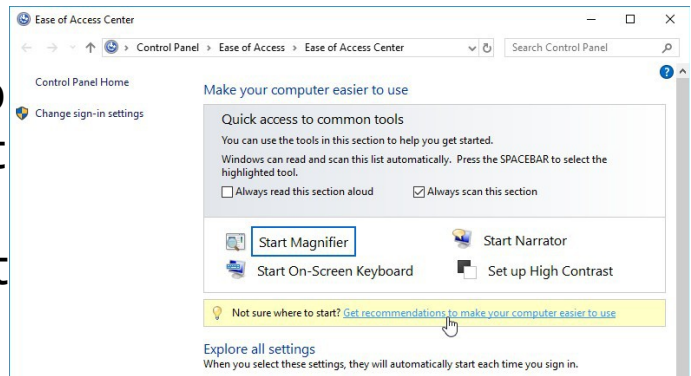 Ease of Access Center
Control Panel > Ease of Access > Ease of Access Center
Search Control Panel
Control Panel Home
Change sign-in settings
Make your computer easier to use
Quick access to common tools
You can use the tools in this section to help you get started.
Windows can read and scan this list automatically. Press the SPACEBAR to select the
highlighted tool.
Always read this section aloud
Always scan this section
Start Magnifier
Start Narrator
Start On-Screen Keyboard
Set up High Contrast
Not sure where to start? Get recommendations to make your computer easier to use
Explore all settings
When you select these settings, they will automatically start each time you sign in.